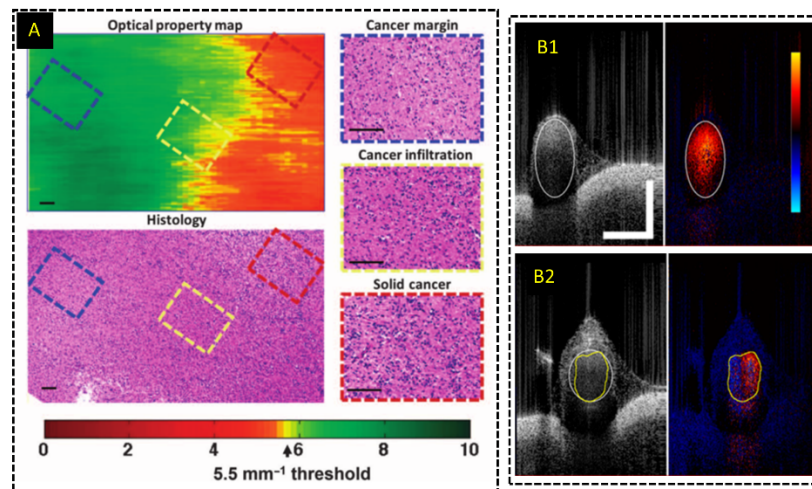 A
Optical property map
Cancer margin
Cancer infiltration
Histology
Solid cancer
0 2 4 6 8 10
5.5 mm⁻¹ threshold
B1
B2